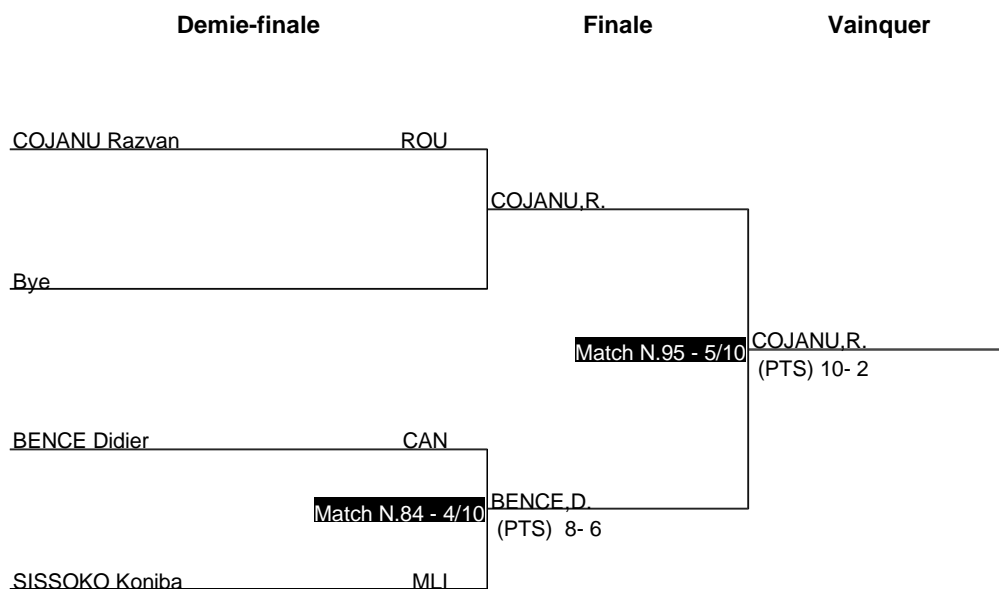 Demie-finale Finale Vainquer
COJANU Razvan ROU
COJANU,R.
Bye
Match N.95 - 5/10 COJANU,R.
(PTS) 10- 2
BENCE Didier CAN
Match N.84 - 4/10 BENCE,D.
(PTS) 8- 6
SISSOKO Koniba MLI